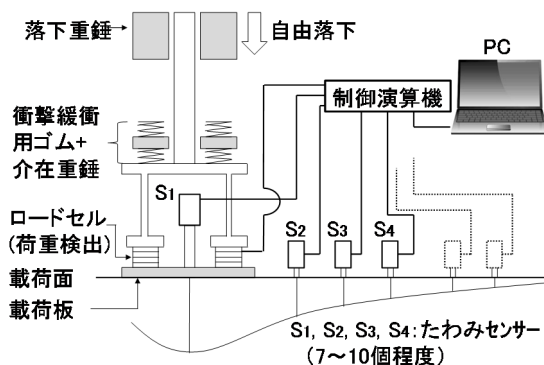 落下重錘
自由落下
PC
制御演算機
衝撃緩衝
用ゴム+
介在重錘
S1
S2
S3
S4
ロードセル
(荷重検出)
載荷面
載荷板
S1, S2, S3, S4:たわみセンサー
(7~10個程度)